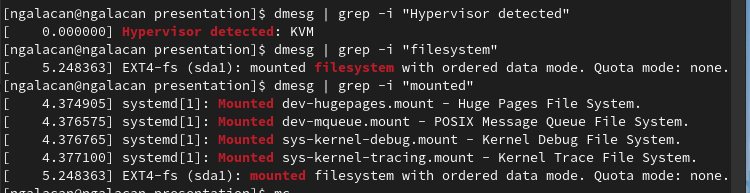 [ngalacan@ngalacan presentation]$ dmesg | grep -i "Hypervisor detected"
[    0.000000] Hypervisor detected: KVM
[ngalacan@ngalacan presentation]$ dmesg | grep -i "filesystem"
[    5.248363] EXT4-fs (sda1): mounted filesystem with ordered data mode. Quota mode: none.
[ngalacan@ngalacan presentation]$ dmesg | grep -i "mounted"
[    4.374905] systemd[1]: Mounted dev-hugepages.mount - Huge Pages File System.
[    4.376575] systemd[1]: Mounted dev-mqueue.mount - POSIX Message Queue File System.
[    4.376765] systemd[1]: Mounted sys-kernel-debug.mount - Kernel Debug File System.
[    4.377100] systemd[1]: Mounted sys-kernel-tracing.mount - Kernel Trace File System.
[    5.248363] EXT4-fs (sda1): mounted filesystem with ordered data mode. Quota mode: none.
[ngalacan@ngalacan presentation]$